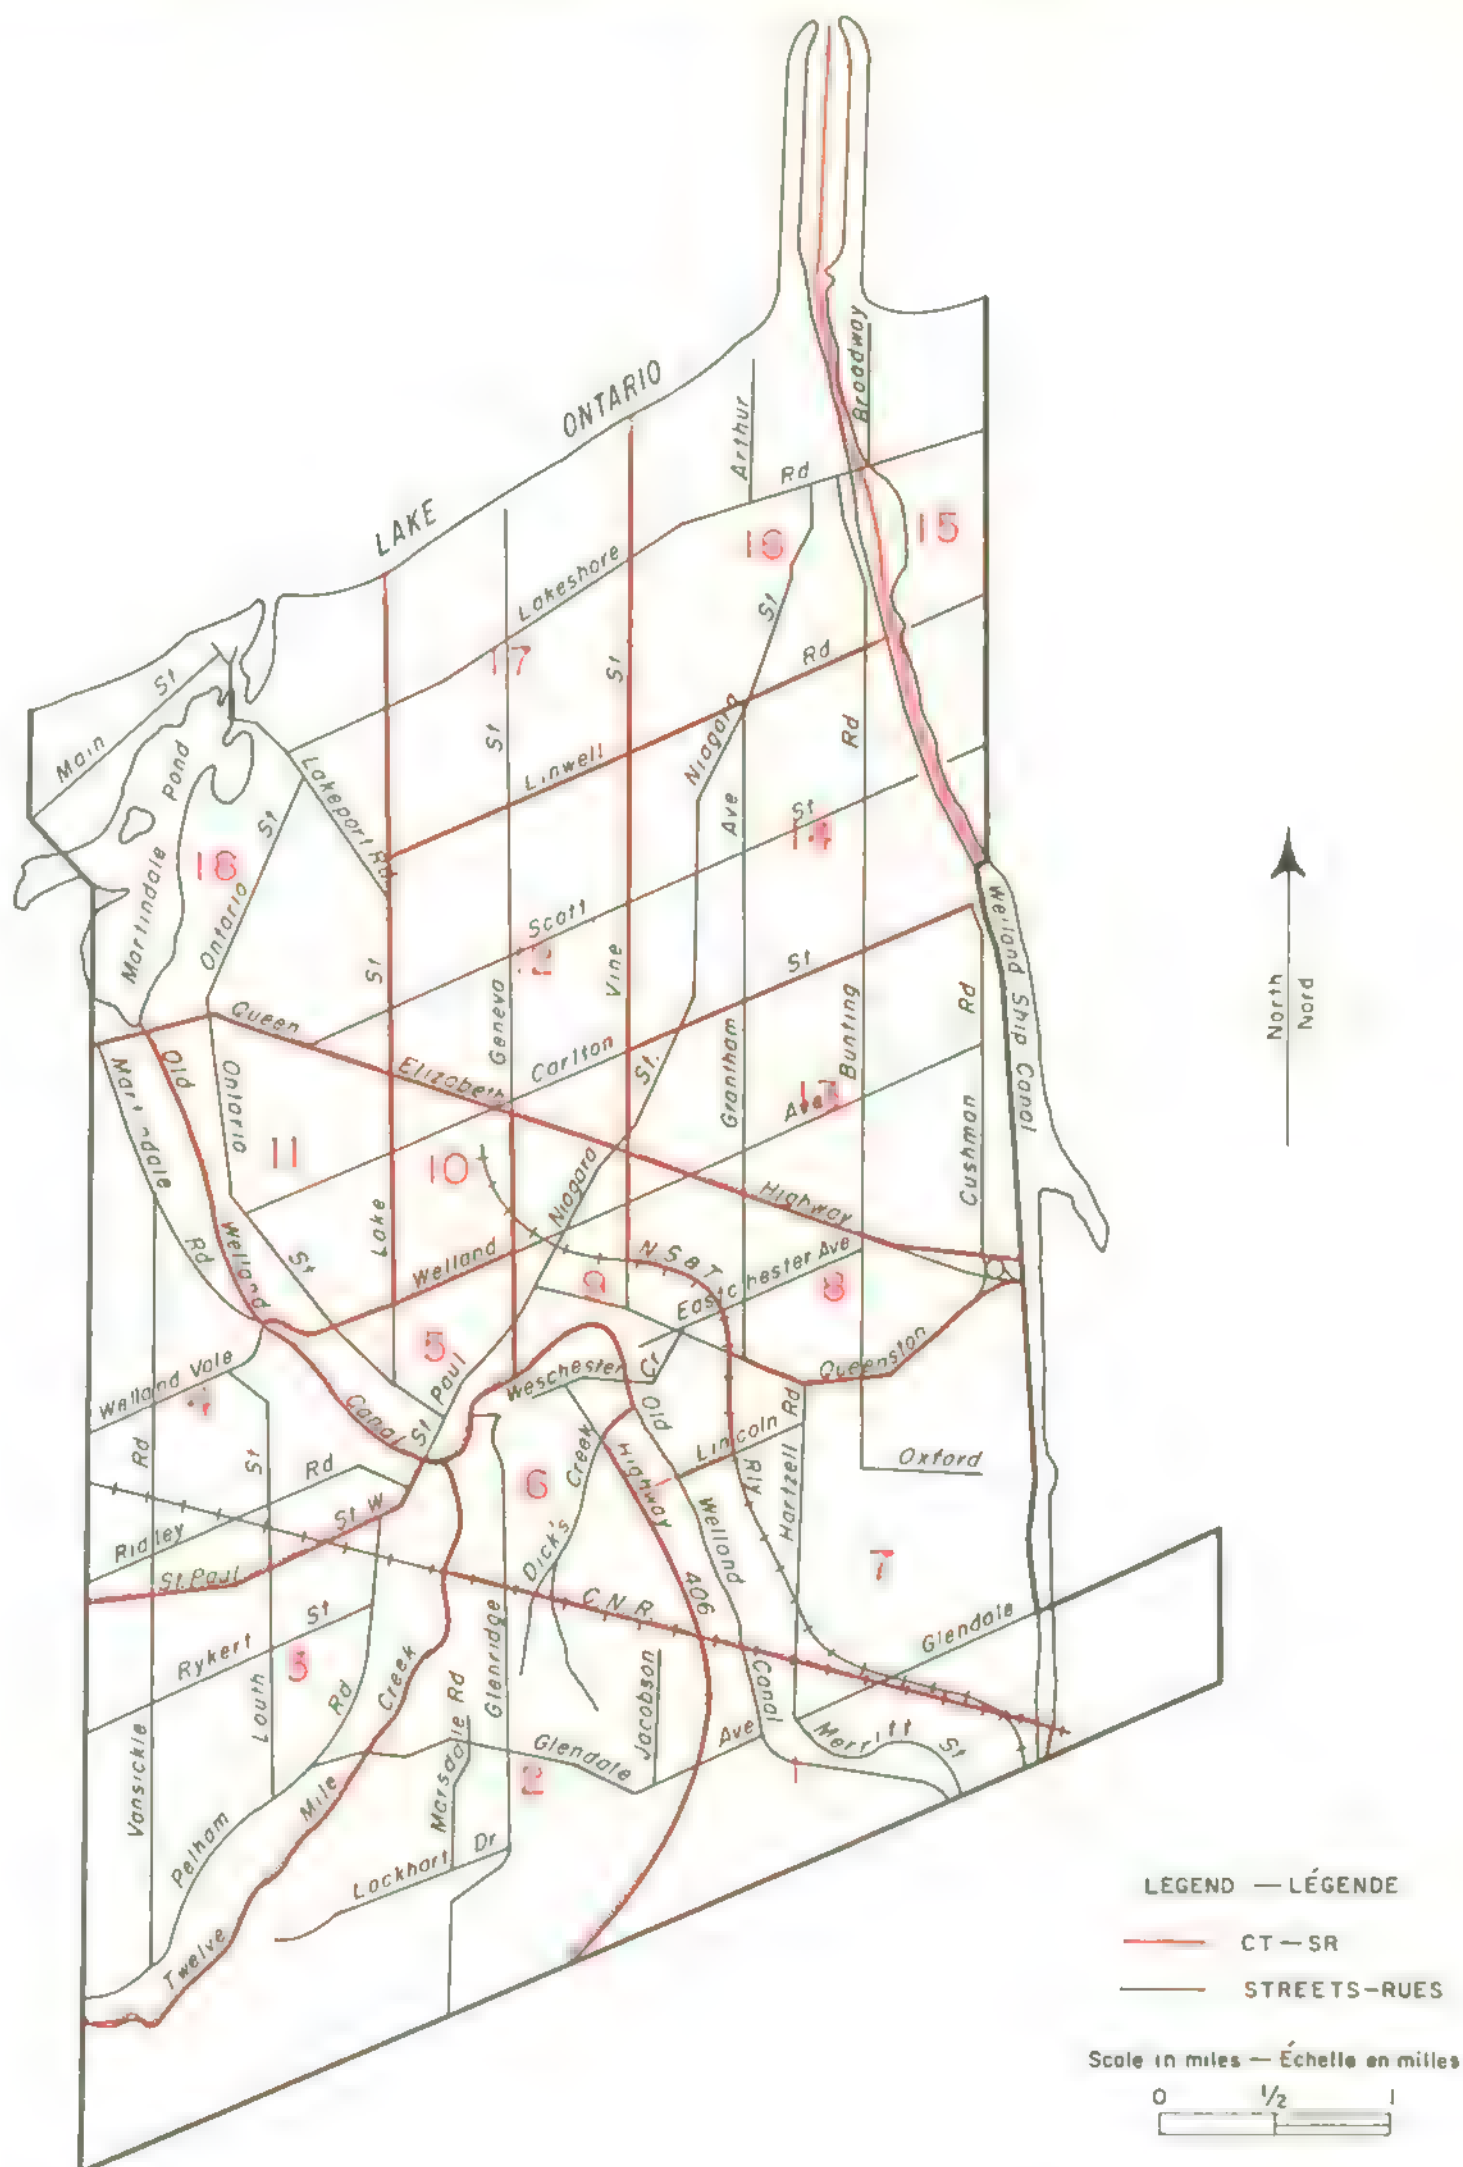 LAKE ONTARIO
Arthur
Broadway
Rd
15
16
Lakeshore
St
Main St
17
St
St
Rd
Linwell
Niagara
Lakeport Rd
Martindale Pond
18
Ontario St
Ave
Rd
St
14
Scott
12
St
Vine
Geneva
St
Welland Ship Canal
North
Nord
Queen
Elizabeth
Carlton
St.
Grantham
Bunting
Rd
Ave
13
Cushman
Martindale
Rd
Old
Ontario
11
10
Lake
Niagara
Highway
Welland
St
Welland
N S & T
9
Eastchester Ave
8
5
Paul
St
Queenston
Welland Vale
4
Canal
Westchester
Cr
Old
Rd
St
Rd
Lincoln
Hartzell
Rd
Oxford
Rly
Creek
6
Highway
Welland
Ridley
St W
St. Paul
Dick's
406
7
C N R
Rykert
St
3
Glenridge
Glendale
Louth
Rd
Creek
Rd
Jacobson
Canal
Merritt
St
Ave
Glendale
2
1
Vansickle
Pelham
Mile
Marsdale
Dr
Lockhart
Twelve
LEGEND — LÉGENDE
CT — SR
STREETS-RUES
Scale in miles — Échelle en milles
0 1/2 1